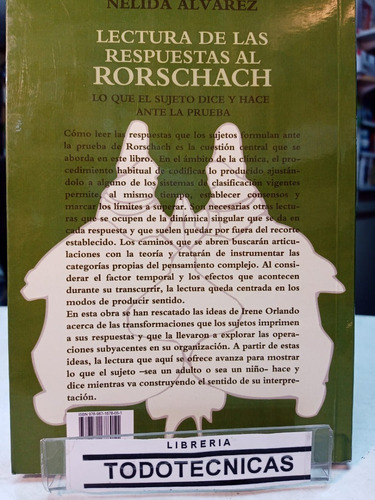 NÉLIDA ÁLVAREZ
LECTURA DE LAS
RESPUESTAS AL
RORSCHACH
LO QUE EL SUJETO DICE Y HACE
ANTE LA PRUEBA
Cómo leer las respuestas que los sujetos formulan ante
la prueba de Rorschach es la cuestión central que se
aborda en este libro. En el ámbito de la clínica, el pro-
cedimiento habitual de codificar lo producido ajustán-
dolo a alguno de los sistemas de clasificación vigentes
permite al mismo tiempo, establecer consensos y
marcar los límites a superar. Son necesarias otras lectu-
ras que se ocupen de la dinámica singular que se da en
cada respuesta y que suelen quedar por fuera del recorte
establecido. Los caminos que se abren buscarán articu-
laciones con la teoría y tratarán de instrumentar las
categorías propias del pensamiento complejo. Al consi-
derar el factor temporal y los efectos que acontecen
durante su transcurrir, la lectura queda centrada en los
modos de producir sentido.
En esta obra se han rescatado las ideas de Irene Orlando
acerca de las transformaciones que los sujetos imprimen
a sus respuestas y que la llevaron a explorar las opera-
ciones subyacentes en su organización. A partir de estas
ideas, la lectura que aquí se ofrece avanza para mostrar
lo que el sujeto –sea un adulto o sea un niño– hace y
dice mientras va construyendo el sentido de su interpre-
tación.
LIBRERIA
TODOTECNICAS